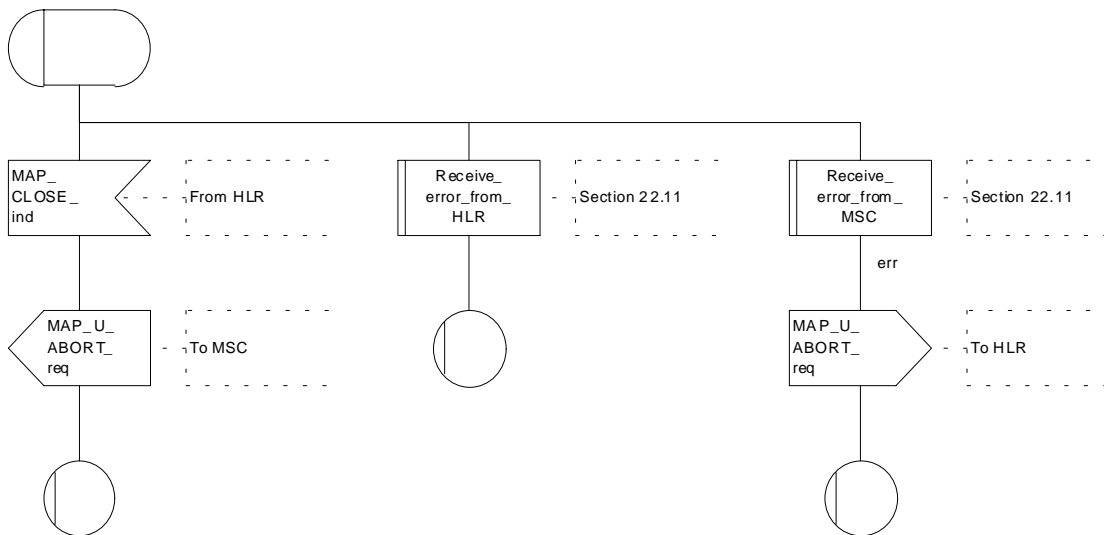 MAP_
CLOSE_
ind
From HLR
Receive_
error_from_
HLR
Section 22.11
Receive_
error_from_
MSC
Section 22.11
err
MAP_U_
ABORT_
req
To MSC
MAP_U_
ABORT_
req
To HLR